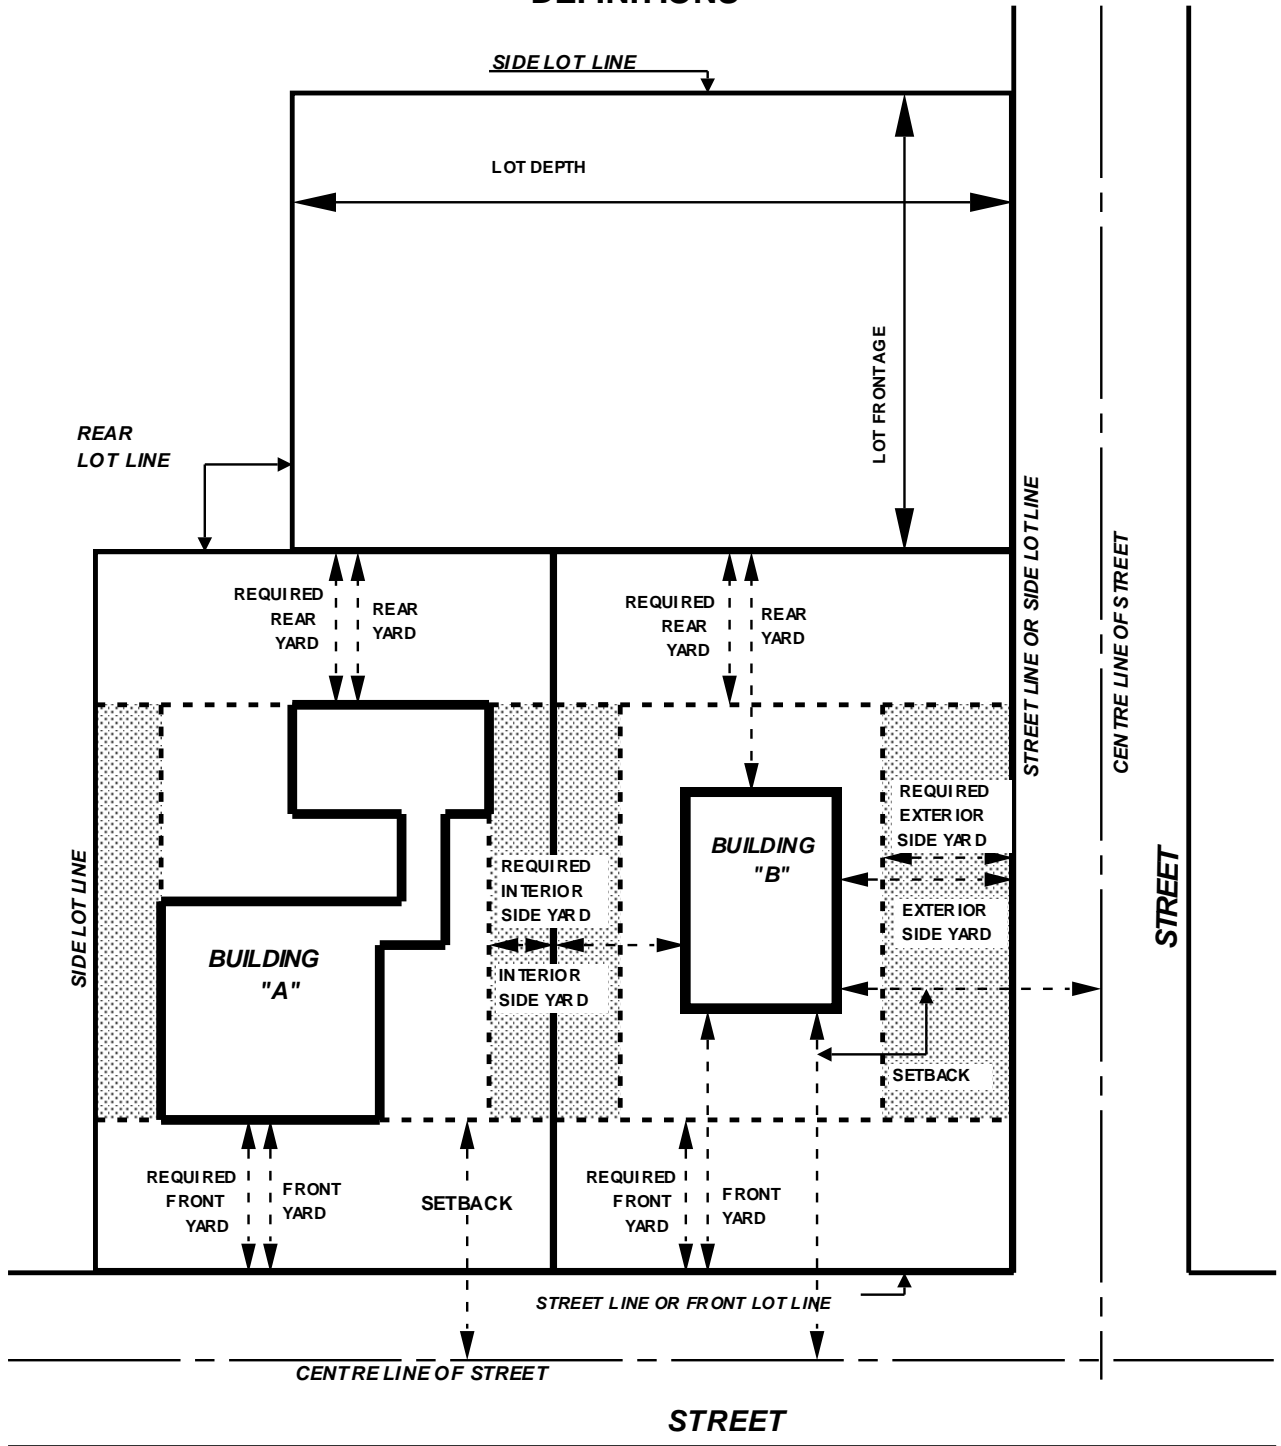 DEFINITIONS
SIDE LOT LINE
LOT DEPTH
LOT FRONTAGE
REAR
LOT LINE
STREET LINE OR SIDE LOT LINE
CENTRE LINE OF STREET
REQUIRED
REAR
YARD
REAR
YARD
REQUIRED
REAR
YARD
REAR
YARD
SIDE LOT LINE
REQUIRED
EXTERIOR
SIDE YARD
BUILDING
"B"
REQUIRED
INTERIOR
SIDE YARD
STREET
EXTERIOR
SIDE YARD
BUILDING
"A"
INTERIOR
SIDE YARD
SETBACK
REQUIRED
FRONT
YARD
FRONT
YARD
SETBACK
REQUIRED
FRONT
YARD
FRONT
YARD
STREET LINE OR FRONT LOT LINE
CENTRE LINE OF STREET
STREET